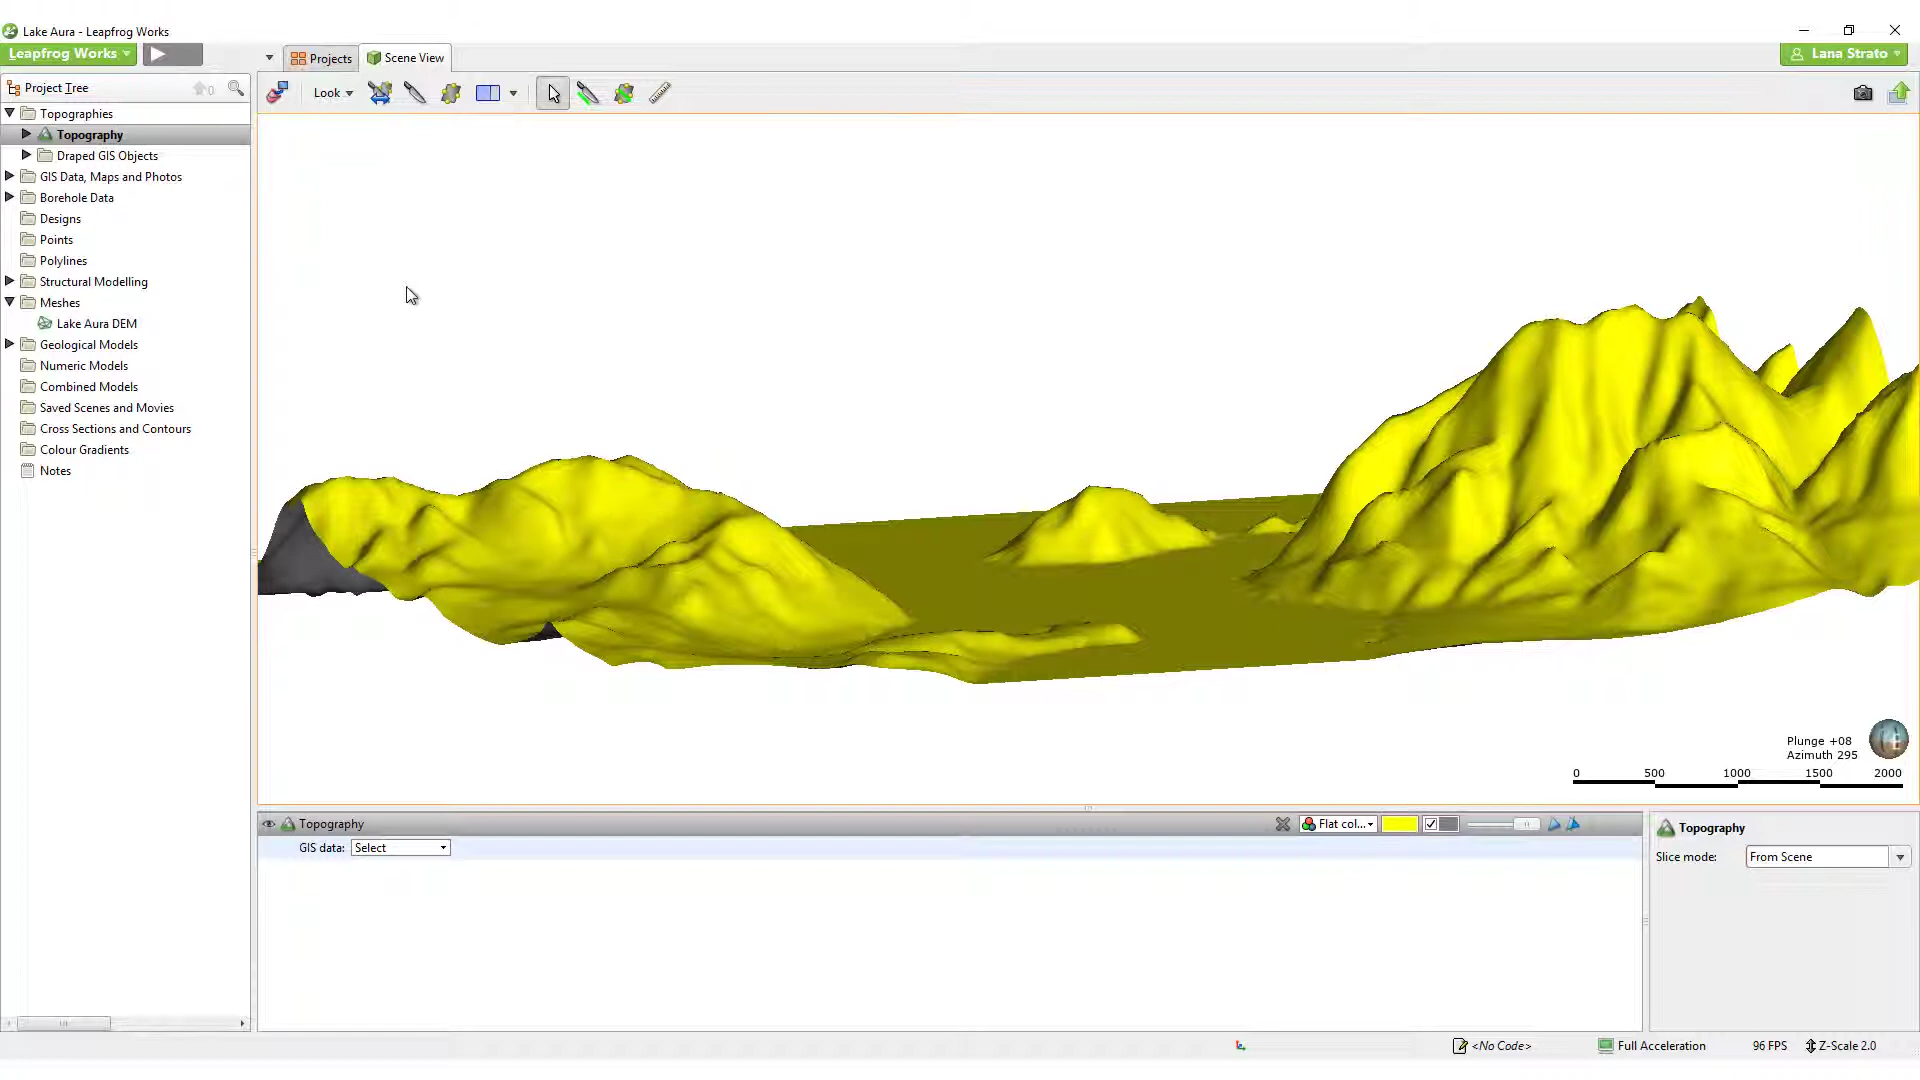 Lake Aura - Leapfrog Works
Leapfrog Works
Projects
Scene View
Lana Strato
Project Tree
0
Look
Topographies
Topography
Draped GIS Objects
GIS Data, Maps and Photos
Borehole Data
Designs
Points
Polylines
Structural Modelling
Meshes
Lake Aura DEM
Geological Models
Numeric Models
Combined Models
Saved Scenes and Movies
Cross Sections and Contours
Colour Gradients
Notes
Plunge +08
Azimuth 295
0 500 1000 1500 2000
Topography
Flat col...
GIS data: Select
Topography
Slice mode: From Scene
<No Code>
Full Acceleration
96 FPS
Z-Scale 2.0